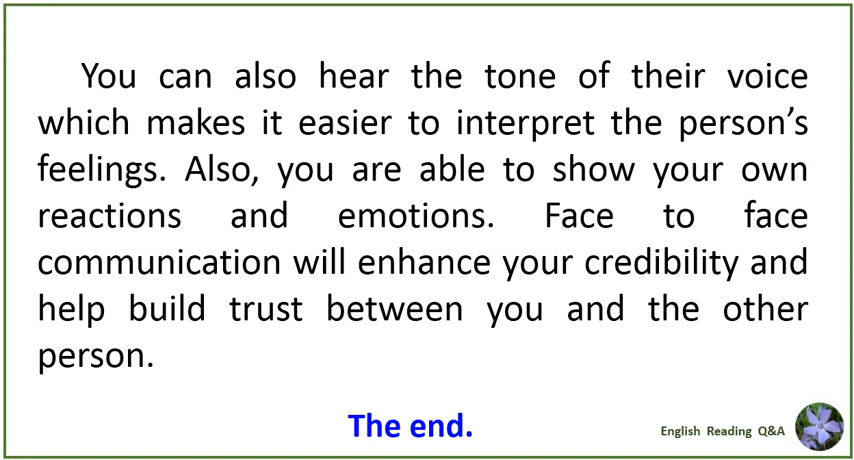 You can also hear the tone of their voice
which makes it easier to interpret the person’s
feelings. Also, you are able to show your own
reactions and emotions. Face to face
communication will enhance your credibility and
help build trust between you and the other
person.
The end.
English Reading Q&A